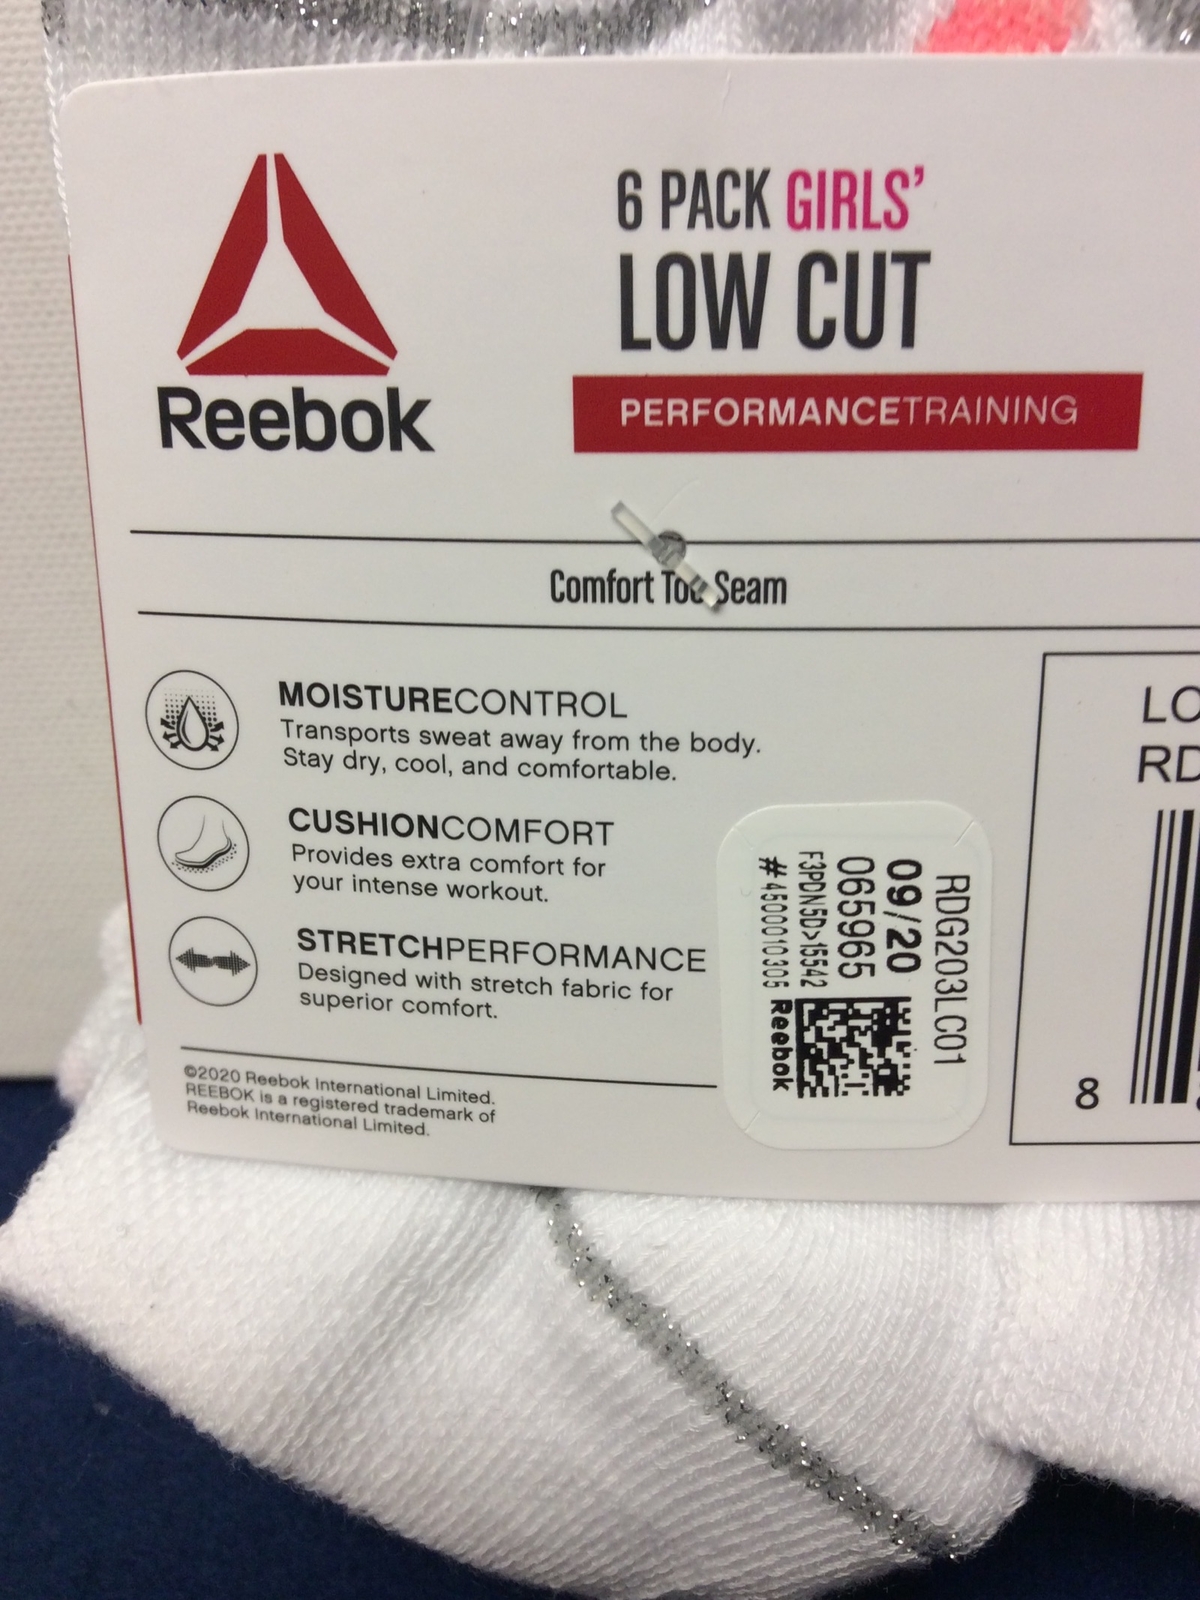 6 PACK GIRLS'
LOW CUT
PERFORMANCETRAINING
Reebok
Comfort Toe Seam
MOISTURECONTROL
Transports sweat away from the body.
Stay dry, cool, and comfortable.
CUSHIONCOMFORT
Provides extra comfort for
your intense workout.
STRETCHPERFORMANCE
Designed with stretch fabric for
superior comfort.
©2020 Reebok International Limited.
REEBOK is a registered trademark of
Reebok International Limited.
RDG203LC01
09/20
065965
F3PDN5D>15542
#4500010305
Reebok
LO
RD
8